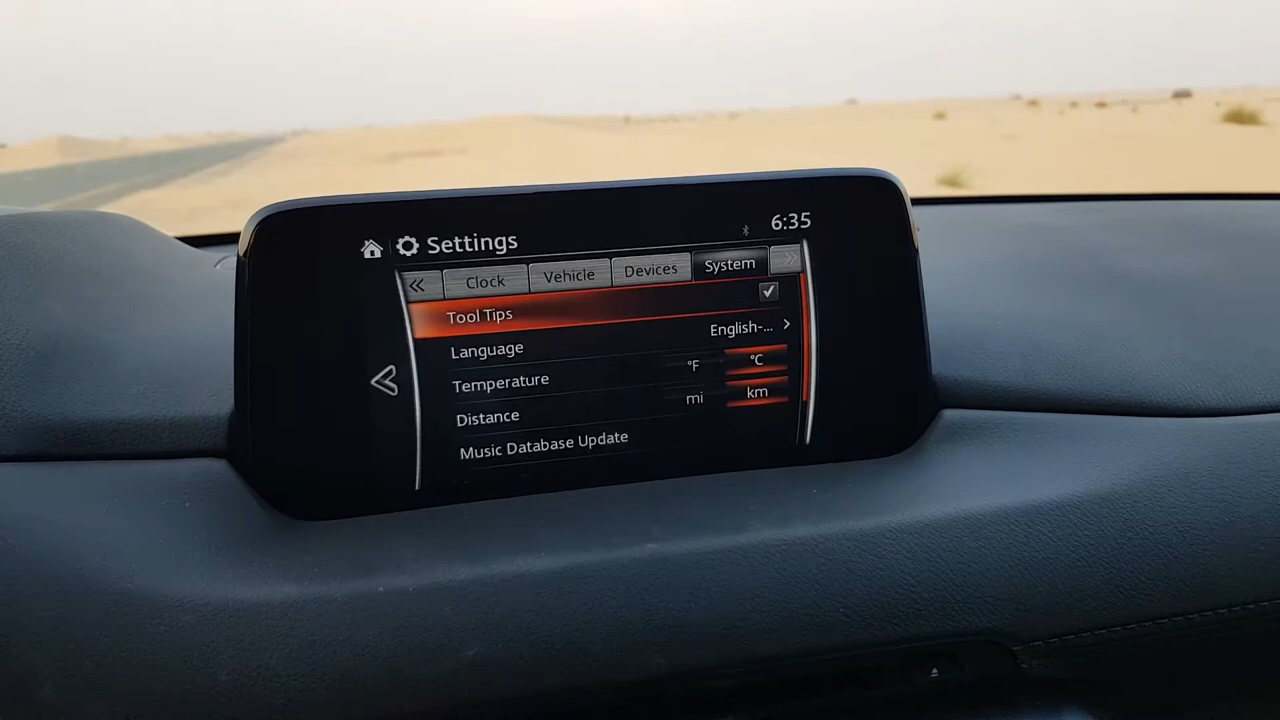 Settings 6:35
Clock Vehicle Devices System
Tool Tips
Language English-...
Temperature °F °C
Distance mi km
Music Database Update